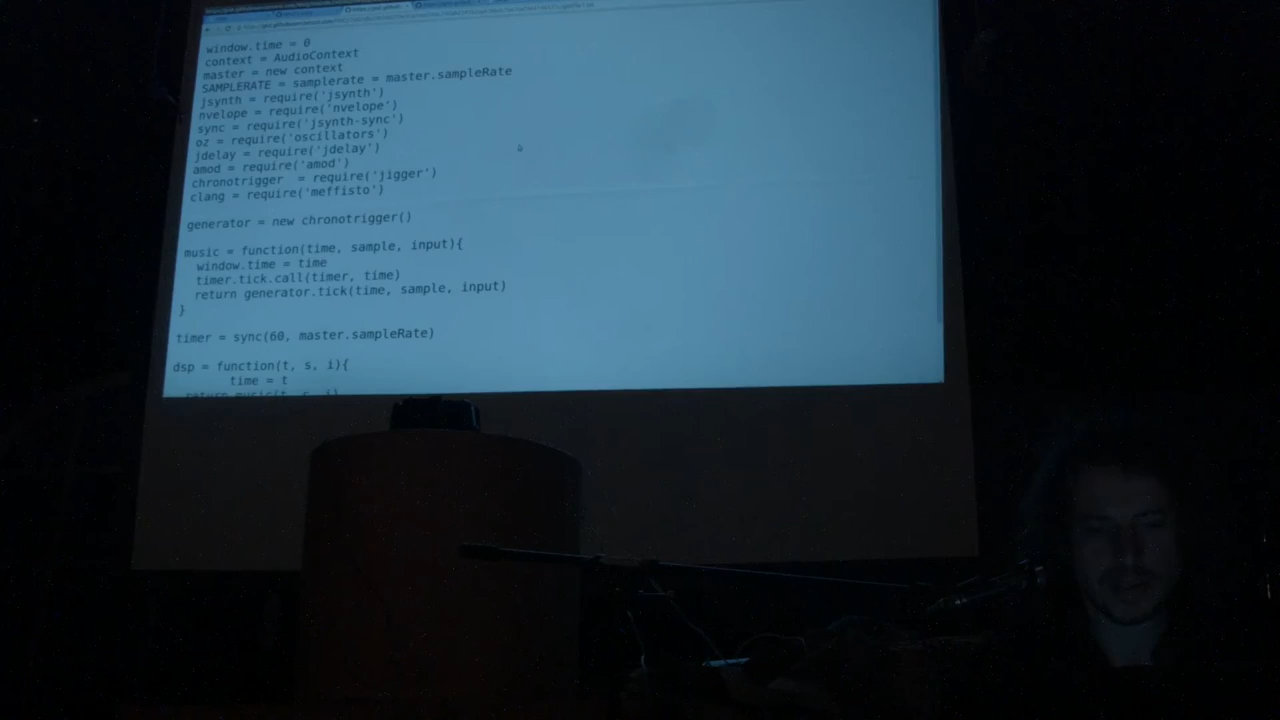 window.time = 0
context = AudioContext
master = new context
SAMPLERATE = samplerate = master.sampleRate
jsynth = require('jsynth')
nvelope = require('nvelope')
sync = require('jsynth-sync')
oz = require('oscillators')
jdelay = require('jdelay')
amod = require('amod')
chronotrigger = require('jigger')
clang = require('meffisto')
generator = new chronotrigger()
music = function(time, sample, input){
window.time = time
timer.tick.call(timer, time)
return generator.tick(time, sample, input)
}
timer = sync(60, master.sampleRate)
dsp = function(t, s, i){
time = t
return music(t, s, i)